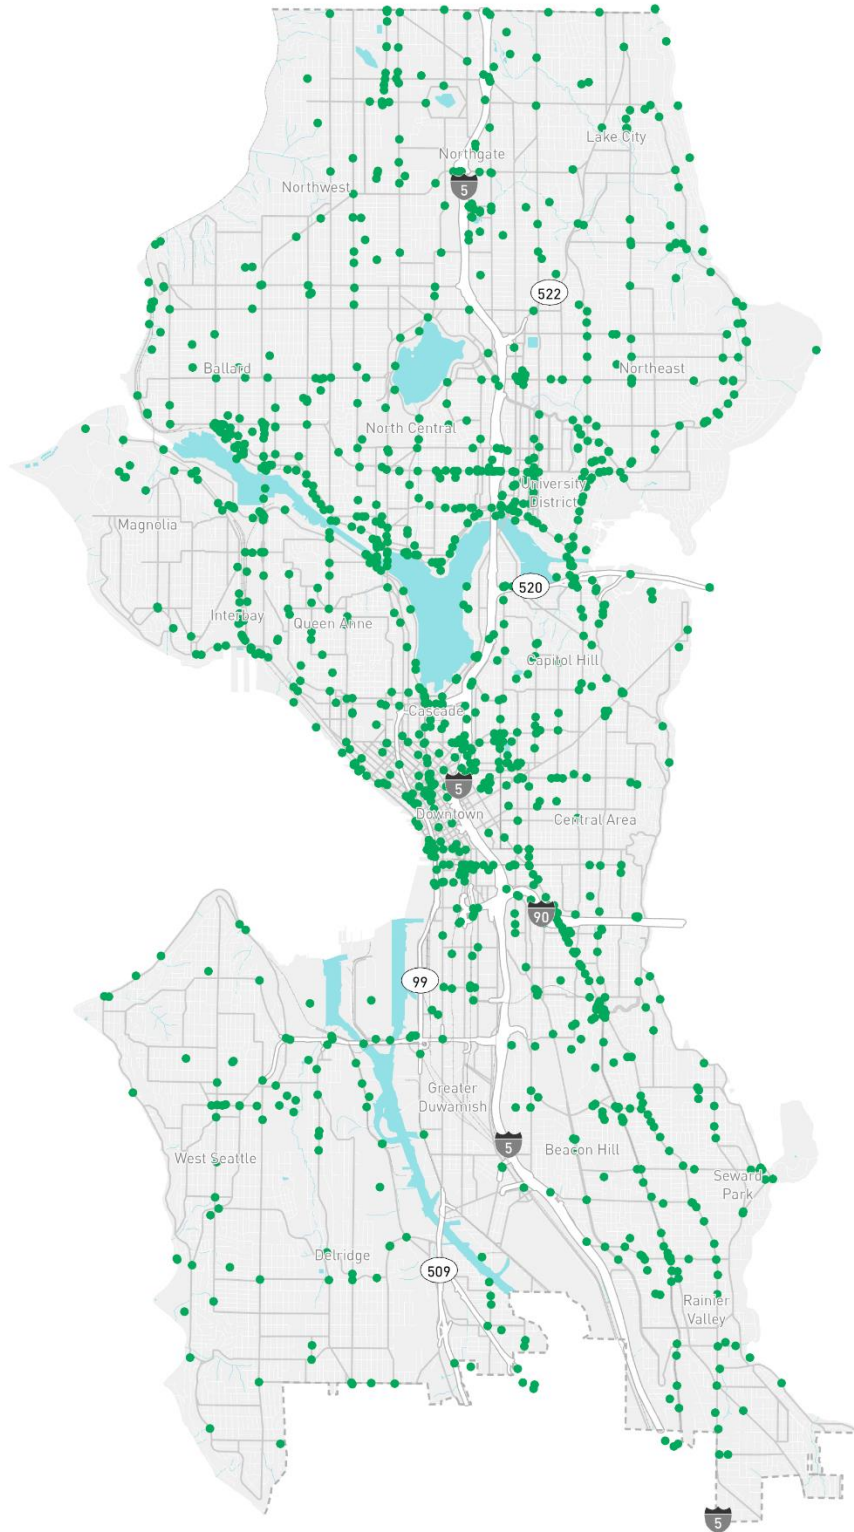 Lake City
Northgate
5
Northwest
522
Ballard
Northeast
North Central
University
District
Magnolia
520
Interbay
Queen Anne
Capitol Hill
Cascade
5
Downtown
Central Area
90
99
Greater
Duwamish
5
Beacon Hill
West Seattle
Seward
Park
Delridge
509
Rainier
Valley
5